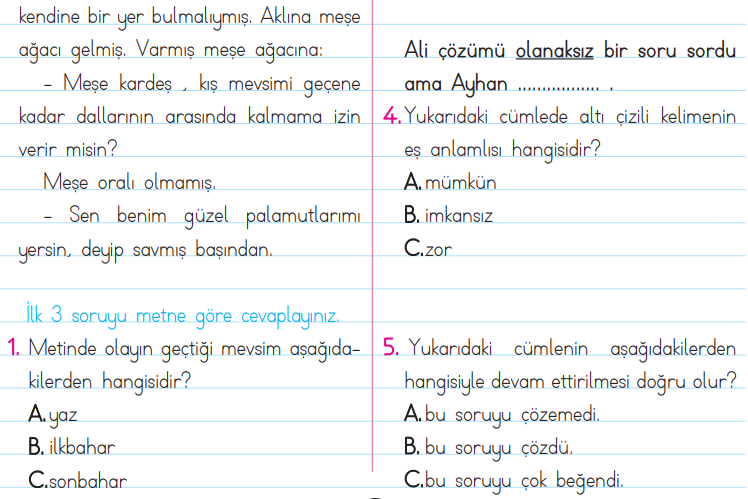 kendine bir yer bulmalıymış. Aklına meşe
ağacı gelmiş. Varmış meşe ağacına:
- Meşe kardeş , kış mevsimi geçene
kadar dallarının arasında kalmama izin
verir misin?
Meşe oralı olmamış.
- Sen benim güzel palamutlarımı
yersin, deyip savmış başından.
İlk 3 soruyu metne göre cevaplayınız.
1. Metinde olayın geçtiği mevsim aşağıda-
kilerden hangisidir?
A. yaz
B. ilkbahar
C. sonbahar
Ali çözümü olanaksız bir soru sordu
ama Ayhan ................. .
4. Yukarıdaki cümlede altı çizili kelimenin
eş anlamlısı hangisidir?
A. mümkün
B. imkansız
C. zor
5. Yukarıdaki cümlenin aşağıdakilerden
hangisiyle devam ettirilmesi doğru olur?
A. bu soruyu çözemedi.
B. bu soruyu çözdü.
C. bu soruyu çok beğendi.